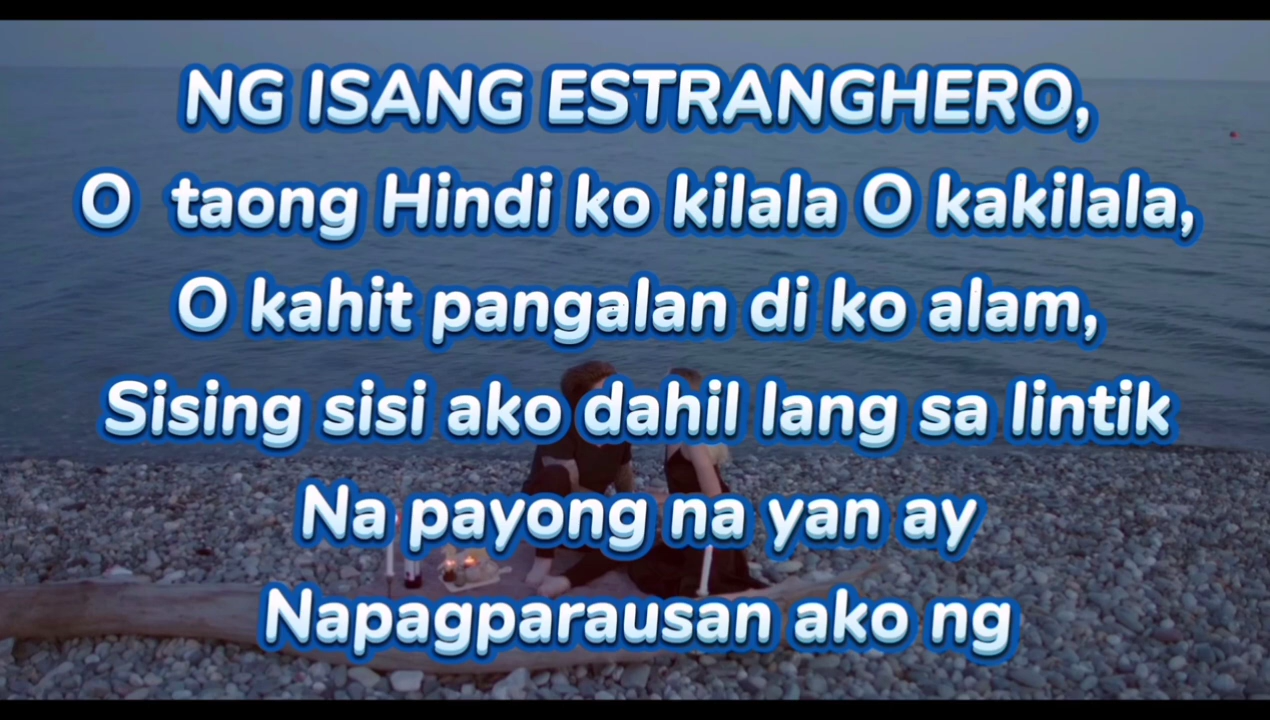 NG ISANG ESTRANGHERO,
O taong Hindi ko kilala O kakilala,
O kahit pangalan di ko alam,
Sising sisi ako dahil lang sa lintik
Na payong na yan ay
Napagparausan ako ng